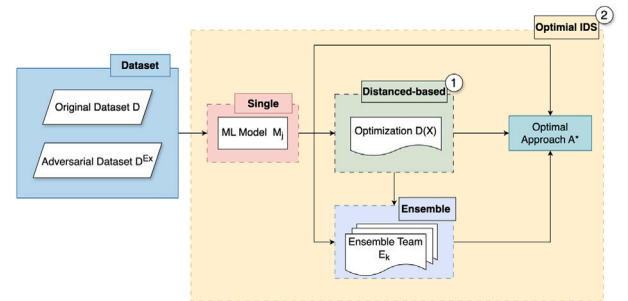 Optimial IDS
2
Dataset
Original Dataset D
Adversarial Dataset D^Ex
Single
ML Model M_j
Distanced-based
1
Optimization D(X)
Ensemble
Ensemble Team
E_k
Optimal
Approach A*